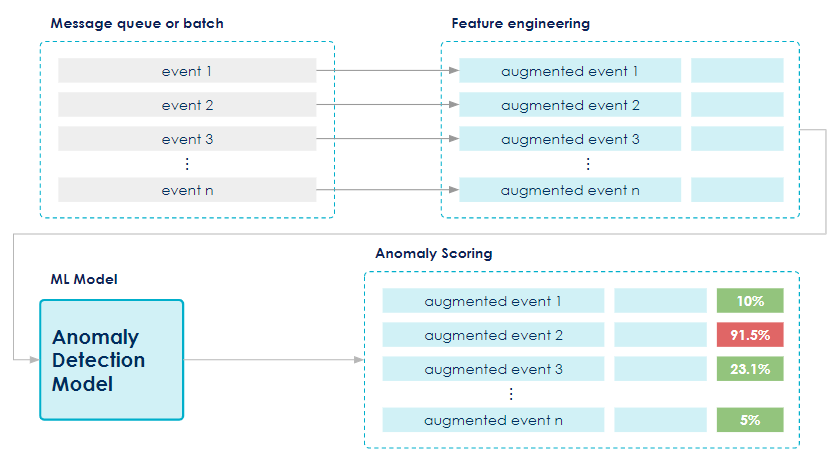 Message queue or batch
event 1
event 2
event 3
⋮
event n
Feature engineering
augmented event 1
augmented event 2
augmented event 3
⋮
augmented event n
ML Model
Anomaly
Detection
Model
Anomaly Scoring
augmented event 1 10%
augmented event 2 91.5%
augmented event 3 23.1%
⋮
augmented event n 5%